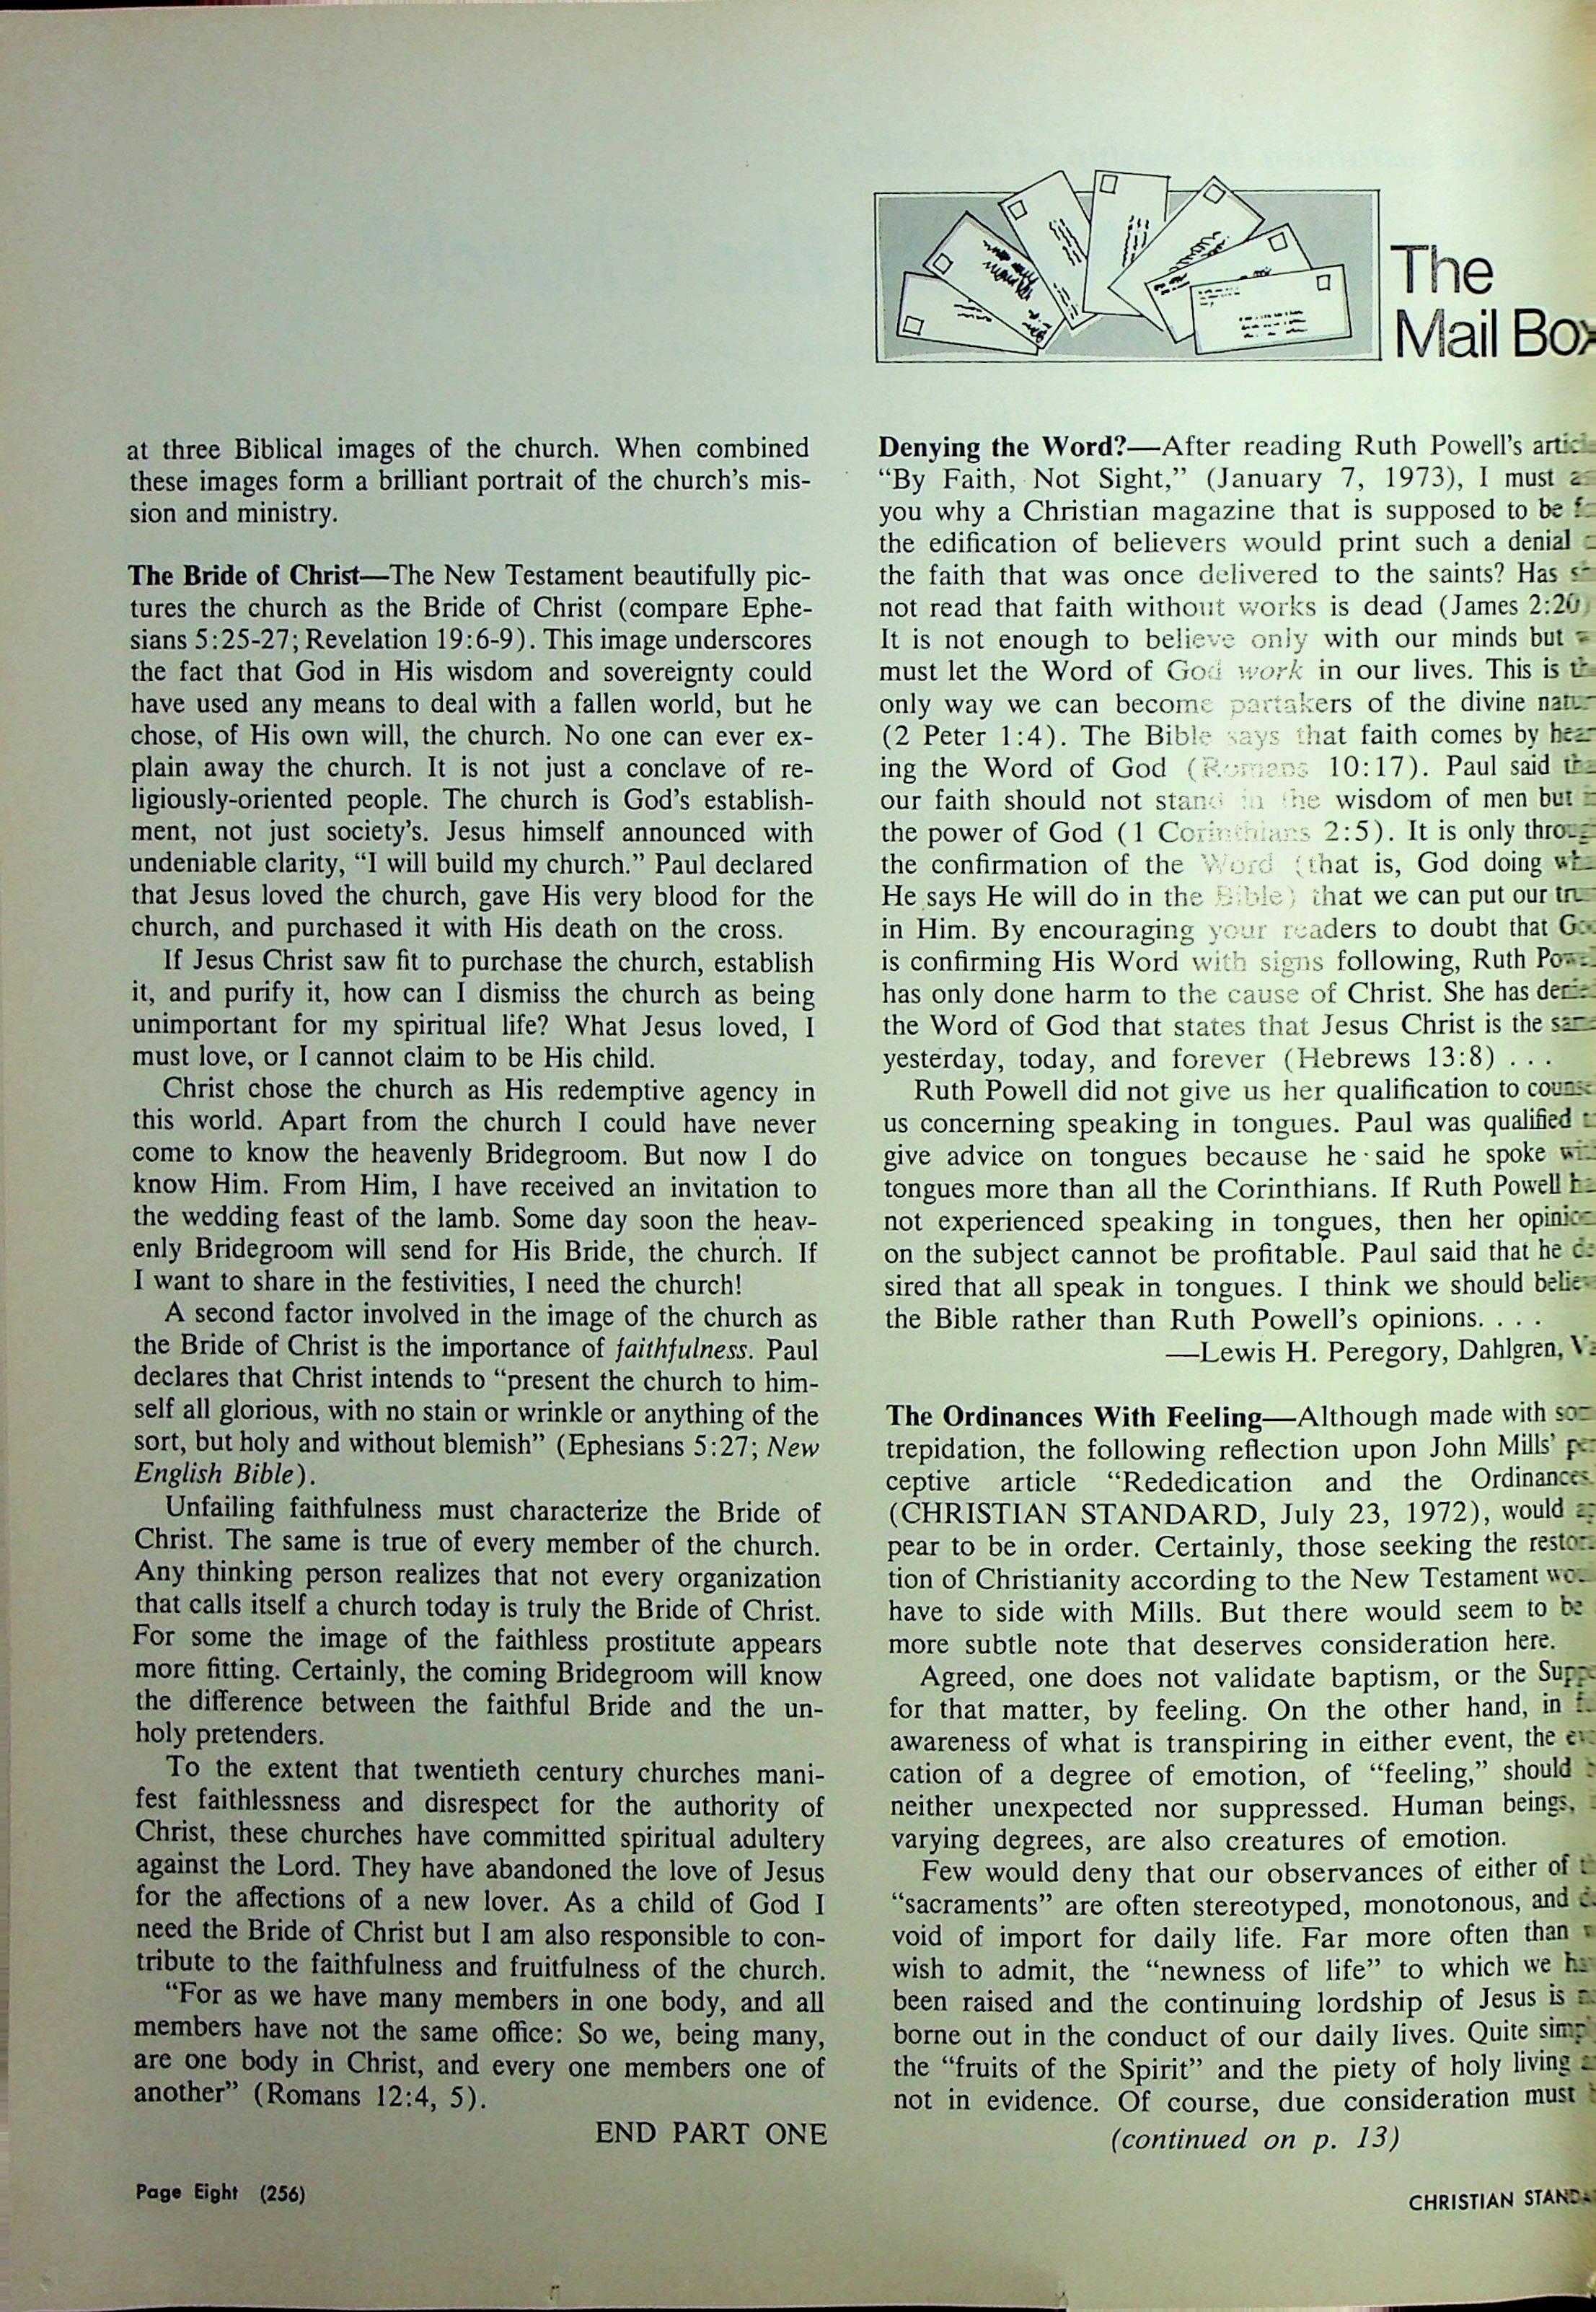 at three Biblical images of the church. When combined
these images form a brilliant portrait of the church's mis-
sion and ministry.
The Bride of Christ—The New Testament beautifully pic-
tures the church as the Bride of Christ (compare Ephe-
sians 5:25-27; Revelation 19:6-9). This image underscores
the fact that God in His wisdom and sovereignty could
have used any means to deal with a fallen world, but he
chose, of His own will, the church. No one can ever ex-
plain away the church. It is not just a conclave of re-
ligiously-oriented people. The church is God's establish-
ment, not just society's. Jesus himself announced with
undeniable clarity, “I will build my church.” Paul declared
that Jesus loved the church, gave His very blood for the
church, and purchased it with His death on the cross.
If Jesus Christ saw fit to purchase the church, establish
it, and purify it, how can I dismiss the church as being
unimportant for my spiritual life? What Jesus loved, I
must love, or I cannot claim to be His child.
Christ chose the church as His redemptive agency in
this world. Apart from the church I could have never
come to know the heavenly Bridegroom. But now I do
know Him. From Him, I have received an invitation to
the wedding feast of the lamb. Some day soon the heav-
enly Bridegroom will send for His Bride, the church. If
I want to share in the festivities, I need the church!
A second factor involved in the image of the church as
the Bride of Christ is the importance of faithfulness. Paul
declares that Christ intends to “present the church to him-
self all glorious, with no stain or wrinkle or anything of the
sort, but holy and without blemish” (Ephesians 5:27; New
English Bible).
Unfailing faithfulness must characterize the Bride of
Christ. The same is true of every member of the church.
Any thinking person realizes that not every organization
that calls itself a church today is truly the Bride of Christ.
For some the image of the faithless prostitute appears
more fitting. Certainly, the coming Bridegroom will know
the difference between the faithful Bride and the un-
holy pretenders.
To the extent that twentieth century churches mani-
fest faithlessness and disrespect for the authority of
Christ, these churches have committed spiritual adultery
against the Lord. They have abandoned the love of Jesus
for the affections of a new lover. As a child of God I
need the Bride of Christ but I am also responsible to con-
tribute to the faithfulness and fruitfulness of the church.
“For as we have many members in one body, and all
members have not the same office: So we, being many,
are one body in Christ, and every one members one of
another” (Romans 12:4, 5).
END PART ONE
Page Eight (256)
The
Mail Box
Denying the Word?—After reading Ruth Powell's
“By Faith, Not Sight,” (January 7, 1973), I must
you why a Christian magazine that is supposed to be
the edification of believers would print such a denial
the faith that was once delivered to the saints? Has
not read that faith without works is dead (James 2:20)
It is not enough to believe only with our minds but
must let the Word of God work in our lives. This is
only way we can become partakers of the divine
(2 Peter 1:4). The Bible says that faith comes by
ing the Word of God (Romans 10:17). Paul said
our faith should not stand in the wisdom of men but
the power of God (1 Corinthians 2:5). It is only
the confirmation of the Word (that is, God doing
He says He will do in the Bible) that we can put our
in Him. By encouraging your readers to doubt that
is confirming His Word with signs following, Ruth
has only done harm to the cause of Christ. She has
the Word of God that states that Jesus Christ is the
yesterday, today, and forever (Hebrews 13:8) . . .
Ruth Powell did not give us her qualification to
us concerning speaking in tongues. Paul was qualified
give advice on tongues because he said he spoke
tongues more than all the Corinthians. If Ruth Powell
not experienced speaking in tongues, then her
on the subject cannot be profitable. Paul said that he
sired that all speak in tongues. I think we should
the Bible rather than Ruth Powell's opinions. . . .
—Lewis H. Peregory, Dahlgren,
The Ordinances With Feeling—Although made with
trepidation, the following reflection upon John Mills'
ceptive article “Rededication and the Ordinances
(CHRISTIAN STANDARD, July 23, 1972), would
pear to be in order. Certainly, those seeking the
tion of Christianity according to the New Testament
have to side with Mills. But there would seem to be
more subtle note that deserves consideration here.
Agreed, one does not validate baptism, or the
for that matter, by feeling. On the other hand, in
awareness of what is transpiring in either event, the
cation of a degree of emotion, of “feeling,” should
neither unexpected nor suppressed. Human beings,
varying degrees, are also creatures of emotion.
Few would deny that our observances of either of
“sacraments” are often stereotyped, monotonous, and
void of import for daily life. Far more often than
wish to admit, the “newness of life” to which we
been raised and the continuing lordship of Jesus is
borne out in the conduct of our daily lives. Quite
the “fruits of the Spirit” and the piety of holy living
not in evidence. Of course, due consideration must
(continued on p. 13)
CHRISTIAN